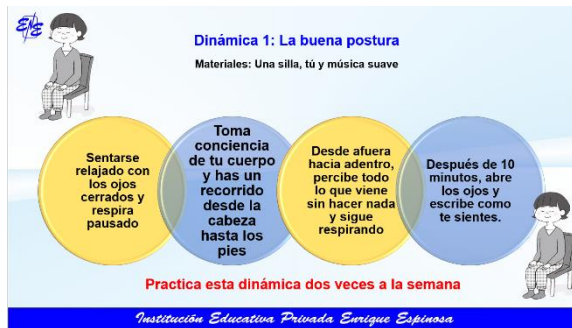 ENE
Dinámica 1: La buena postura
Materiales: Una silla, tú y música suave
Sentarse
relajado con
los ojos
cerrados y
respira
pausado
Toma
conciencia
de tu cuerpo
y has un
recorrido
desde la
cabeza
hasta los
pies
Desde afuera
hacia adentro,
percibe todo
lo que viene
sin hacer nada
y sigue
respirando
Después de 10
minutos, abre
los ojos y
escribe como
te sientes.
Practica esta dinámica dos veces a la semana
Institución Educativa Privada Enrique Espinosa